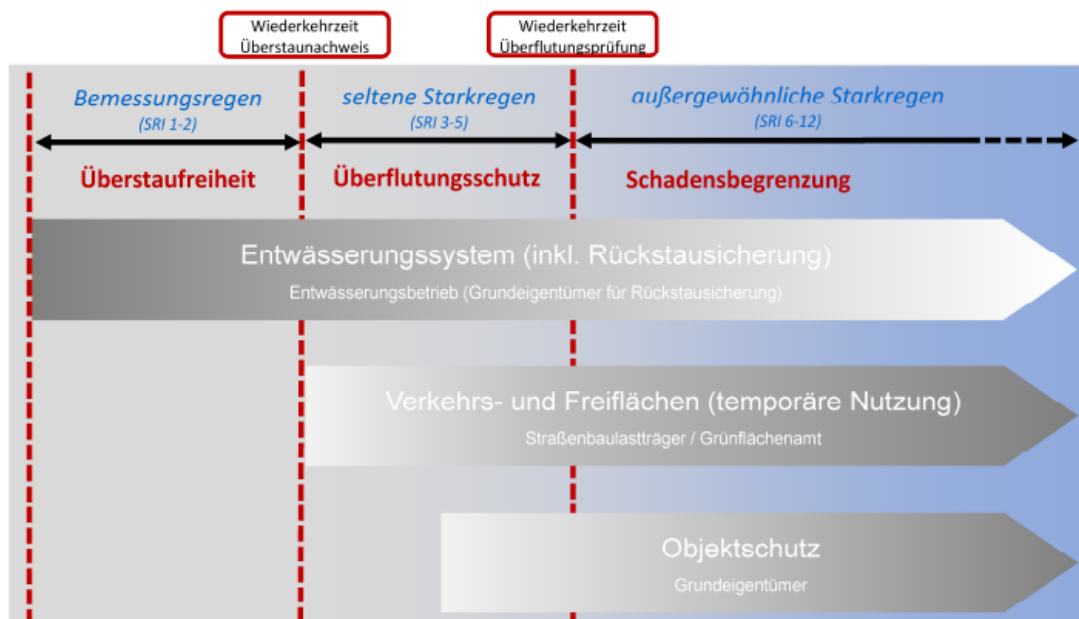 Wiederkehrzeit
Überstaunachweis
Wiederkehrzeit
Überflutungsprüfung
Bemessungsregen
(SRI 1-2)
seltene Starkregen
(SRI 3-5)
außergewöhnliche Starkregen
(SRI 6-12)
Überstaufreiheit
Überflutungsschutz
Schadensbegrenzung
Entwässerungssystem (inkl. Rückstausicherung)
Entwässerungsbetrieb (Grundeigentümer für Rückstausicherung)
Verkehrs- und Freiflächen (temporäre Nutzung)
Straßenbaulastträger / Grünflächenamt
Objektschutz
Grundeigentümer